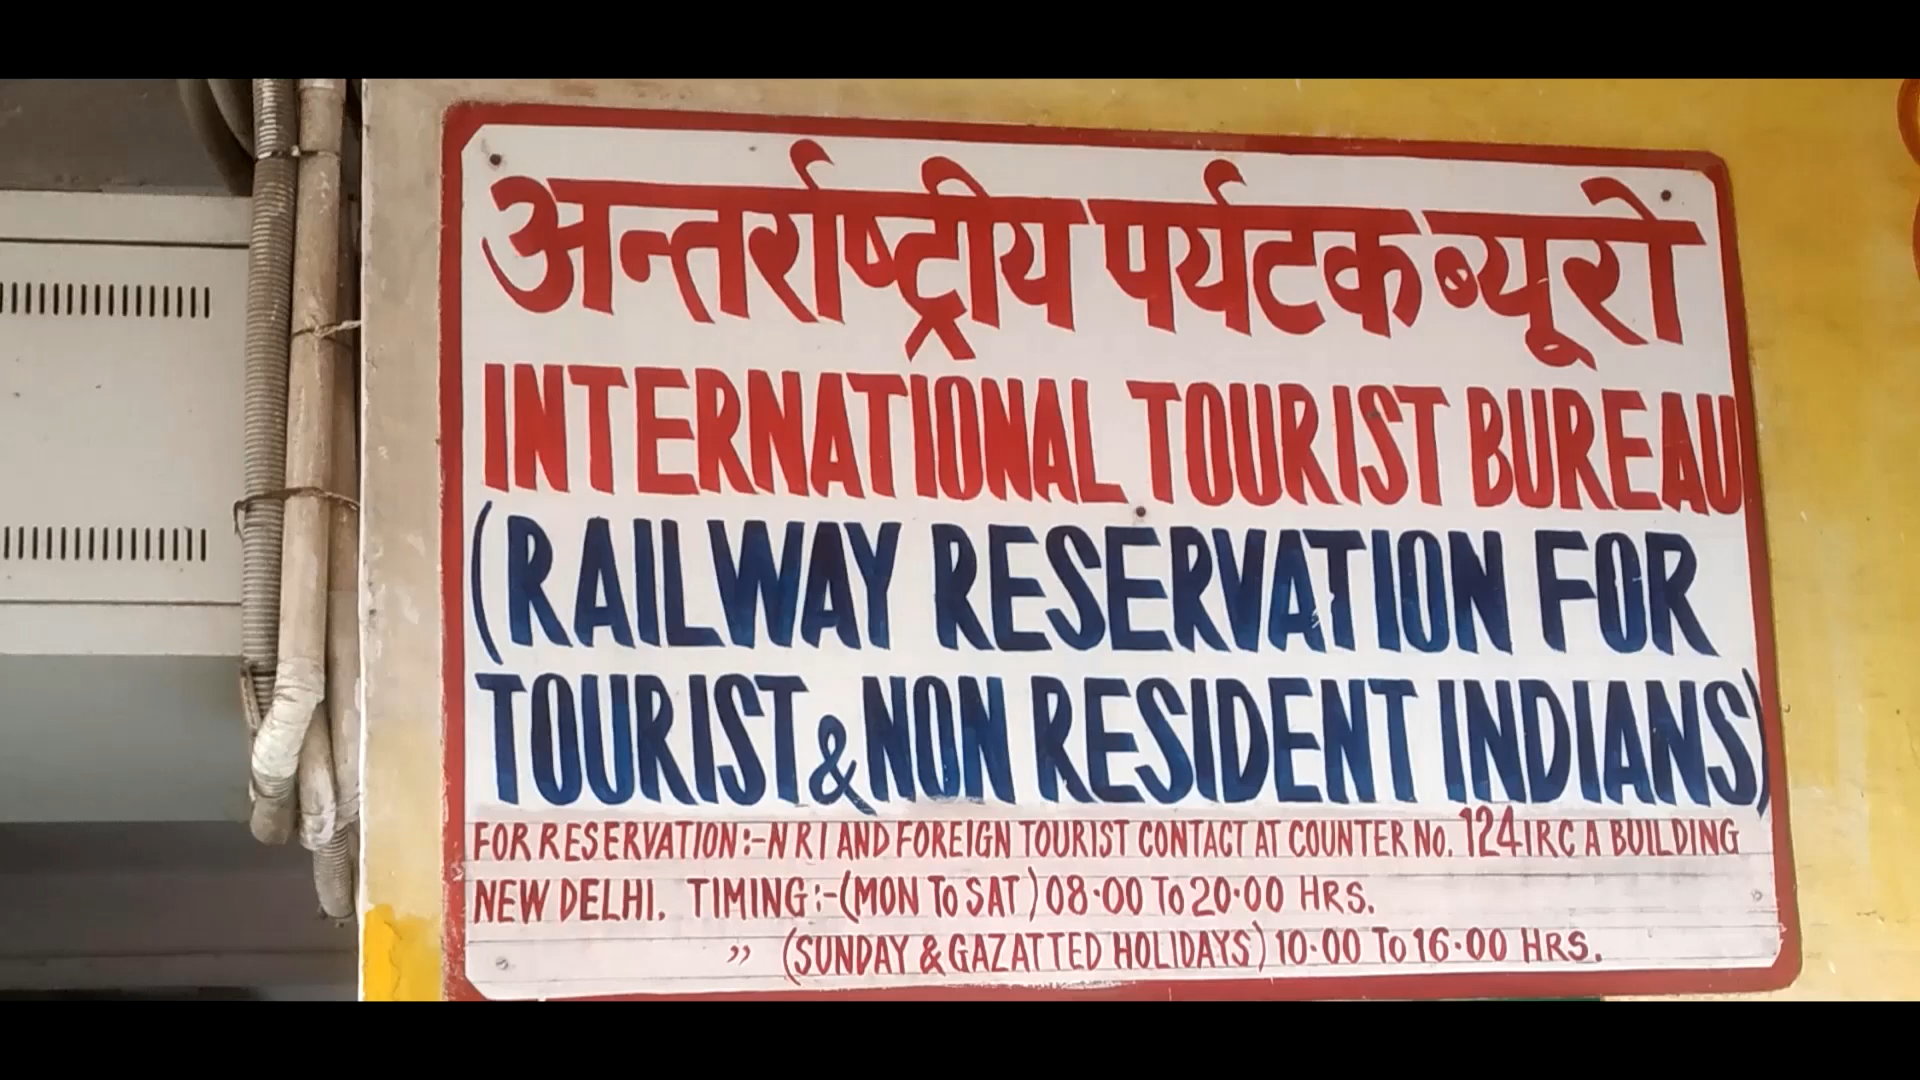 अन्तर्राष्ट्रीय पर्यटक ब्यूरो
INTERNATIONAL TOURIST BUREAU
(RAILWAY RESERVATION FOR
TOURIST & NON RESIDENT INDIANS)
FOR RESERVATION:-N R I AND FOREIGN TOURIST CONTACT AT COUNTER No. 124 IRC A BUILDING
NEW DELHI. TIMING:-(MON To SAT) 08·00 To 20·00 HRS.
,, (SUNDAY & GAZATTED HOLIDAYS) 10·00 To 16·00 HRS.